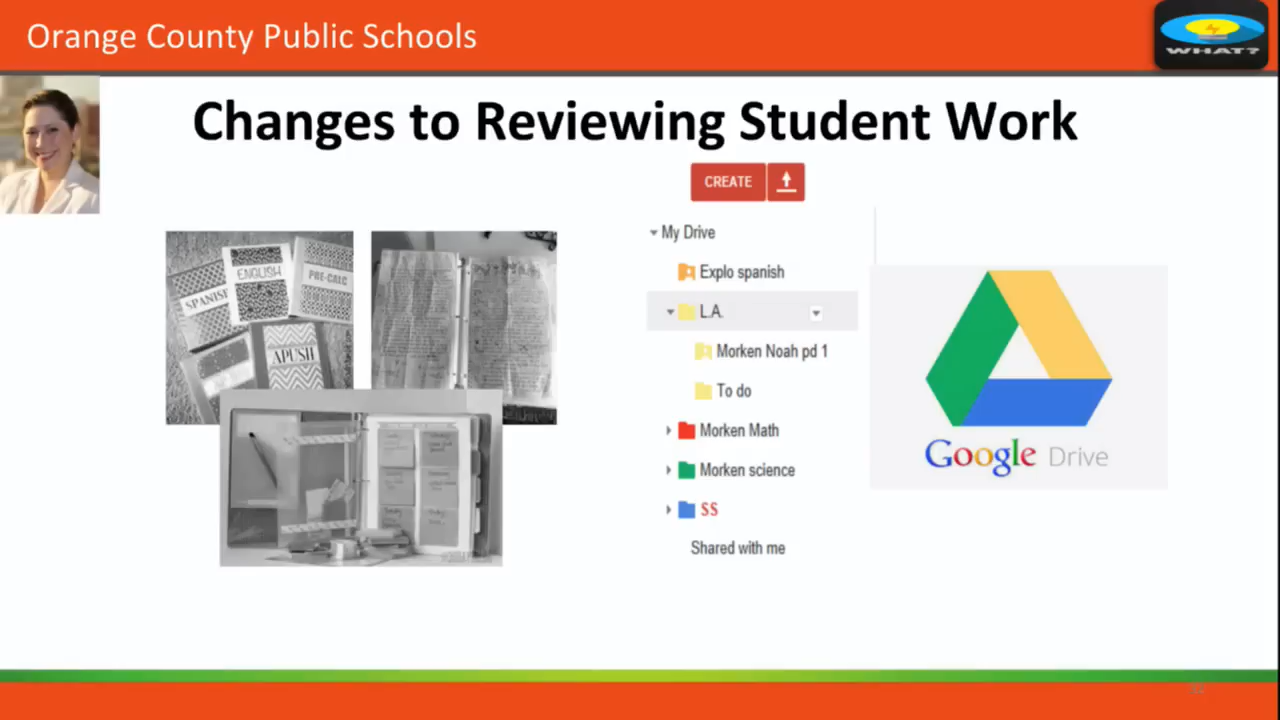 Orange County Public Schools
WHAT?
Changes to Reviewing Student Work
CREATE
My Drive
Explo spanish
L.A.
Morken Noah pd 1
To do
Morken Math
Morken science
SS
Shared with me
SPANISH
ENGLISH
PRE-CALC
APUSH
Google Drive